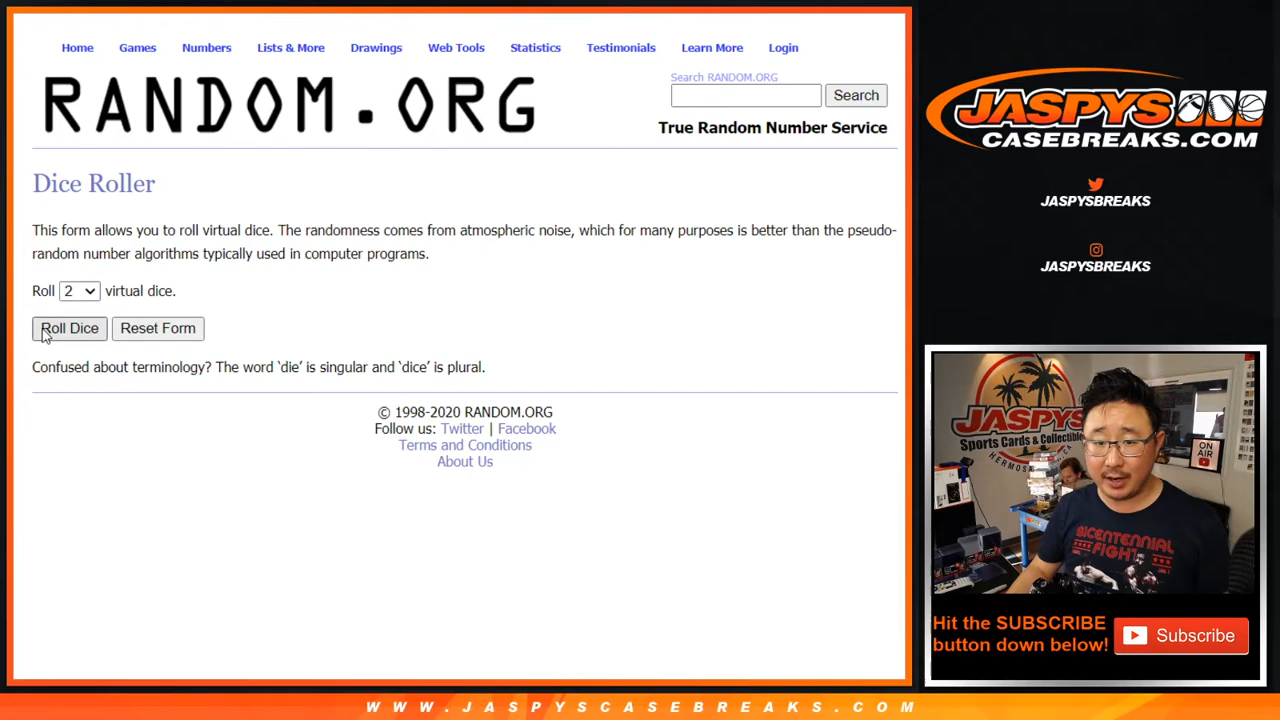 Home Games Numbers Lists & More Drawings Web Tools Statistics Testimonials Learn More Login
RANDOM.ORG
Search RANDOM.ORG
Search
True Random Number Service
Dice Roller
This form allows you to roll virtual dice. The randomness comes from atmospheric noise, which for many purposes is better than the pseudo-
random number algorithms typically used in computer programs.
Roll 2 virtual dice.
Roll Dice Reset Form
Confused about terminology? The word ‘die’ is singular and ‘dice’ is plural.
© 1998-2020 RANDOM.ORG
Follow us: Twitter | Facebook
Terms and Conditions
About Us
JASPYS
CASEBREAKS.COM
JASPYSBREAKS
JASPYSBREAKS
JASPYS
Sports Cards & Collectible
ON
AIR
BICENTENNIAL
FIGHT
Hit the SUBSCRIBE
button down below!
Subscribe
WWW.JASPYSCASEBREAKS.COM